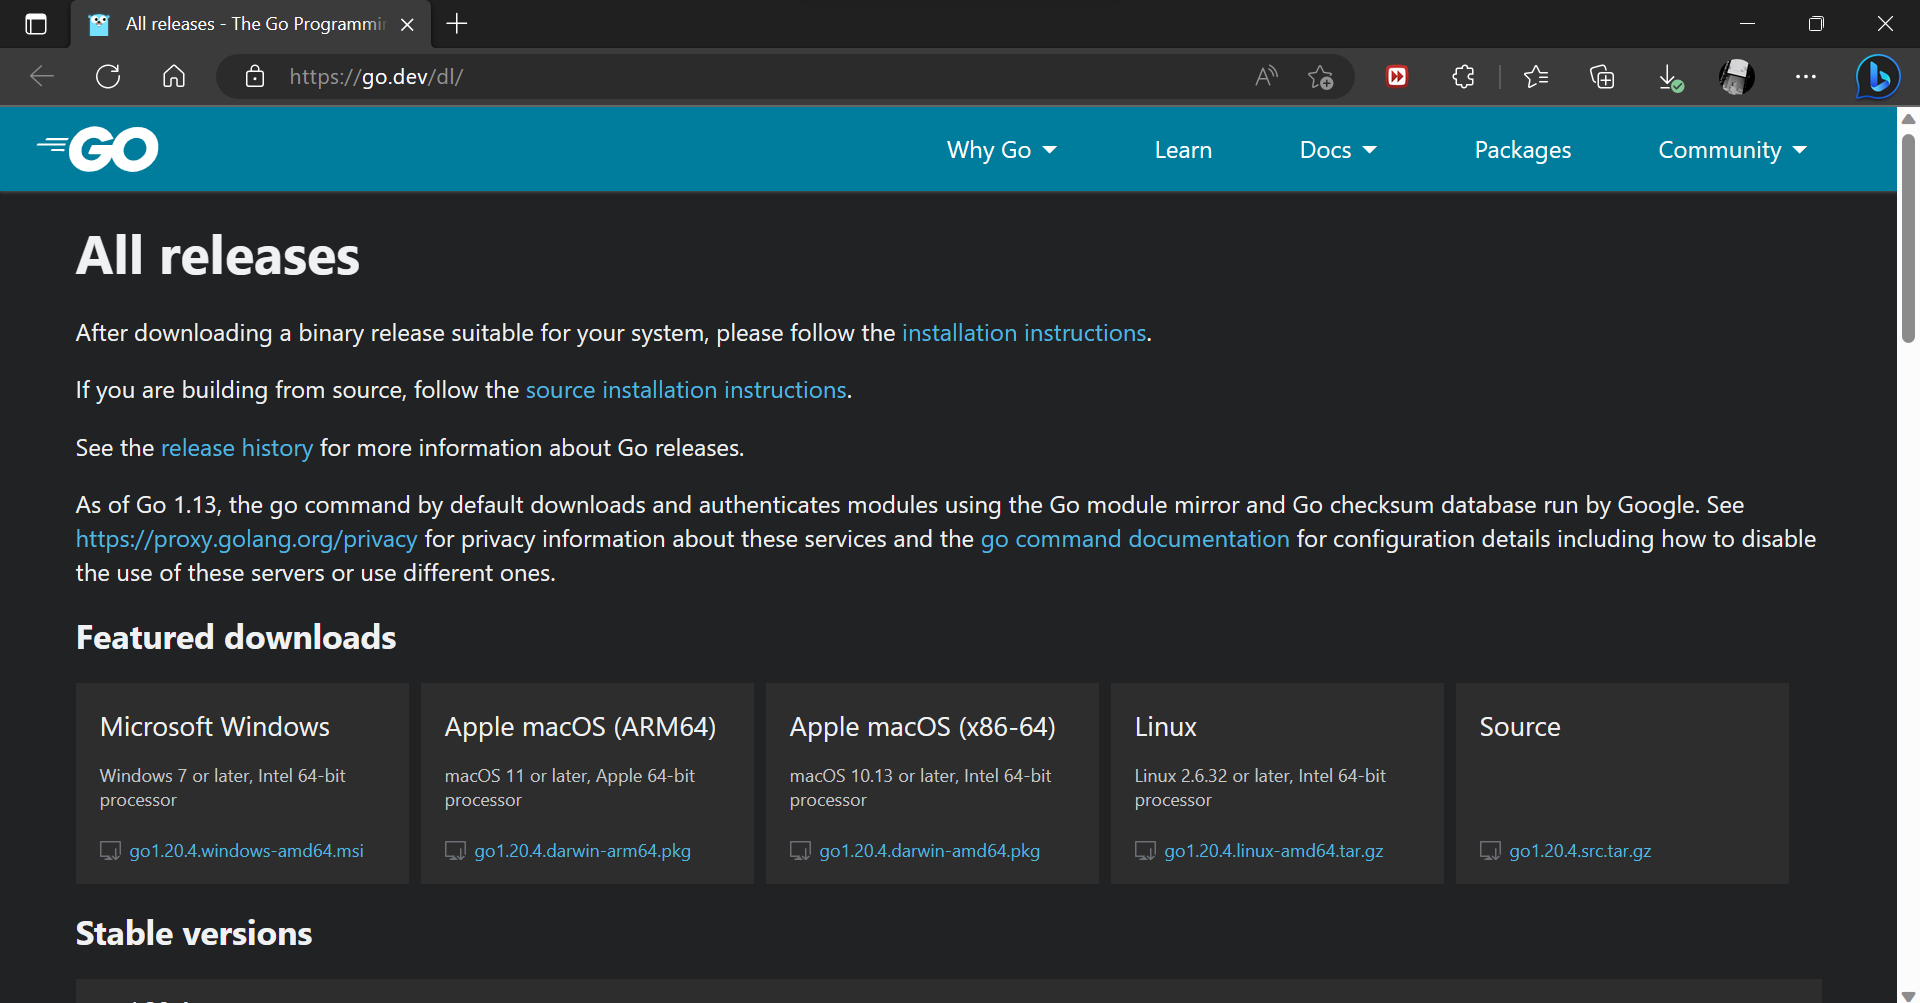 All releases - The Go Programmin
https://go.dev/dl/
GO
Why Go
Learn
Docs
Packages
Community
All releases
After downloading a binary release suitable for your system, please follow the installation instructions.
If you are building from source, follow the source installation instructions.
See the release history for more information about Go releases.
As of Go 1.13, the go command by default downloads and authenticates modules using the Go module mirror and Go checksum database run by Google. See
https://proxy.golang.org/privacy for privacy information about these services and the go command documentation for configuration details including how to disable
the use of these servers or use different ones.
Featured downloads
Microsoft Windows
Windows 7 or later, Intel 64-bit
processor
go1.20.4.windows-amd64.msi
Apple macOS (ARM64)
macOS 11 or later, Apple 64-bit
processor
go1.20.4.darwin-arm64.pkg
Apple macOS (x86-64)
macOS 10.13 or later, Intel 64-bit
processor
go1.20.4.darwin-amd64.pkg
Linux
Linux 2.6.32 or later, Intel 64-bit
processor
go1.20.4.linux-amd64.tar.gz
Source
go1.20.4.src.tar.gz
Stable versions